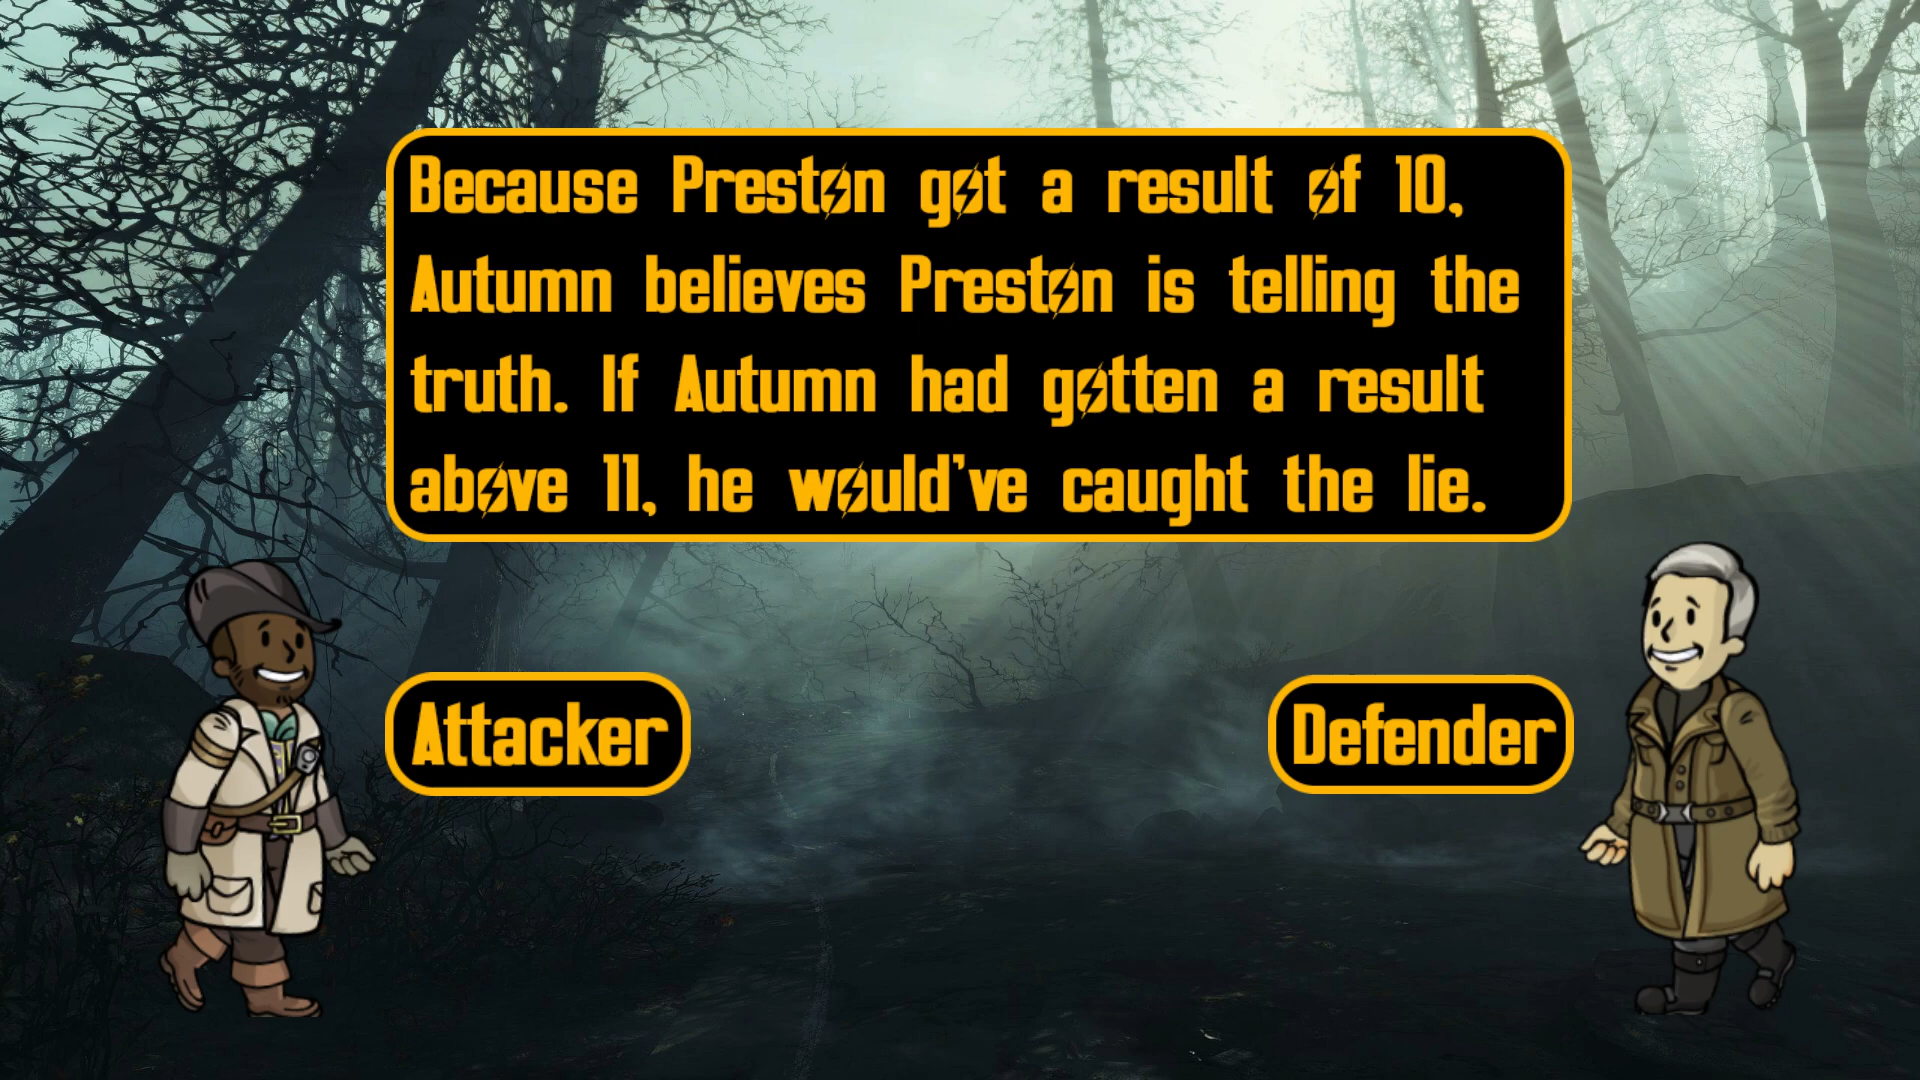 Because Preston got a result of 10,
Autumn believes Preston is telling the
truth. If Autumn had gotten a result
above 11, he would've caught the lie.
Attacker
Defender